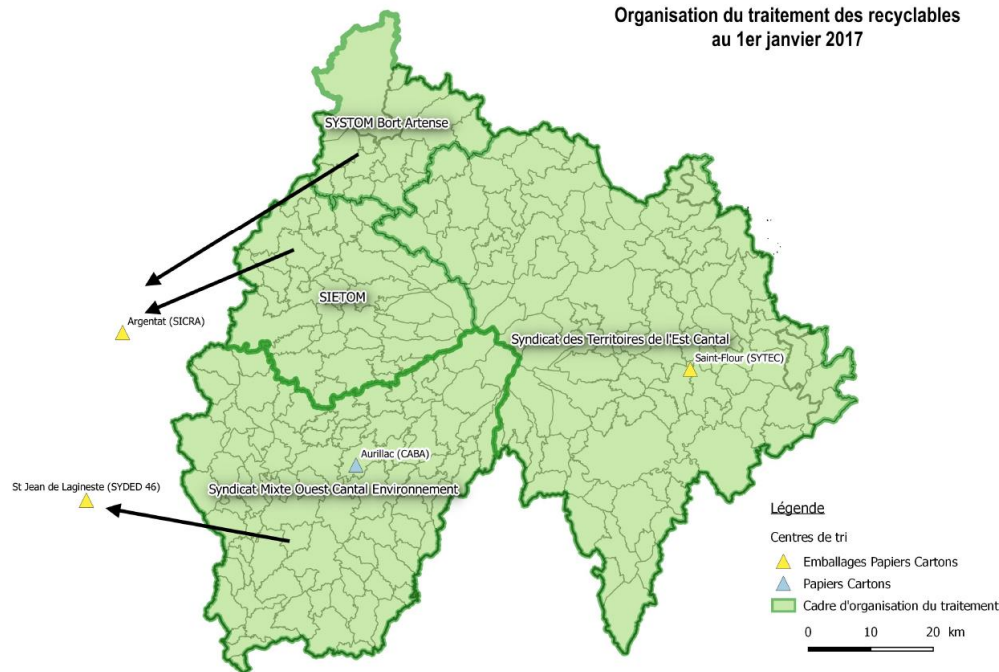 Organisation du traitement des recyclables
au 1er janvier 2017
SYSTOM Bort Artense
SIETOM
Argentat (SICRA)
Syndicat des Territoires de l'Est Cantal
Saint-Flour (SYTEC)
Aurillac (CABA)
Syndicat Mixte Ouest Cantal Environnement
St Jean de Lagineste (SYDED 46)
Légende
Centres de tri
Emballages Papiers Cartons
Papiers Cartons
Cadre d'organisation du traitement
0 10 20 km